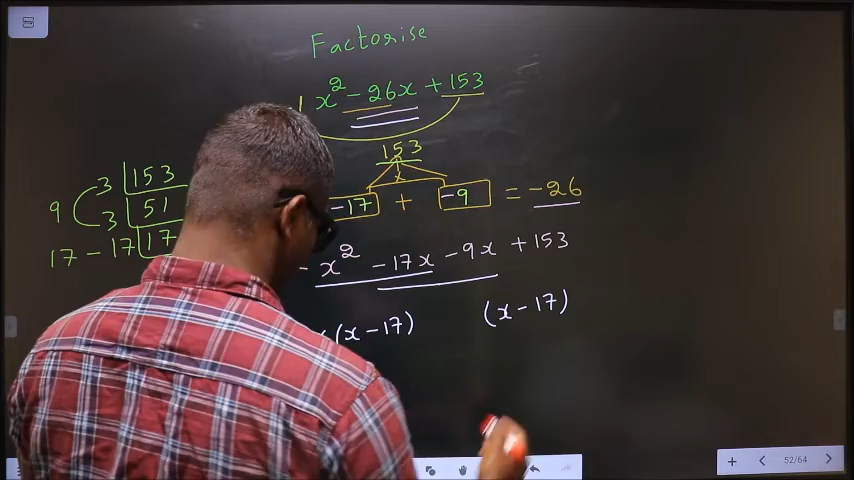 Factorise
1 x² - 26x + 153
153
x
-17 + -9 = -26
3 153
9 3 51
17 - 17 17
x² - 17x - 9x + 153
(x - 17) (x - 17)
52/64